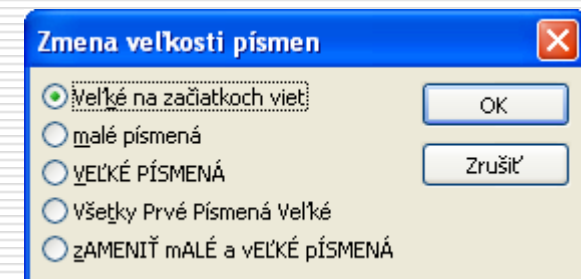 Zmena veľkosti písmen
Veľké na začiatkoch viet
OK
malé písmená
VEĽKÉ PÍSMENÁ
Zrušiť
Všetky Prvé Písmená Veľké
zAMENIŤ mALÉ a vEĽKÉ pÍSMENÁ